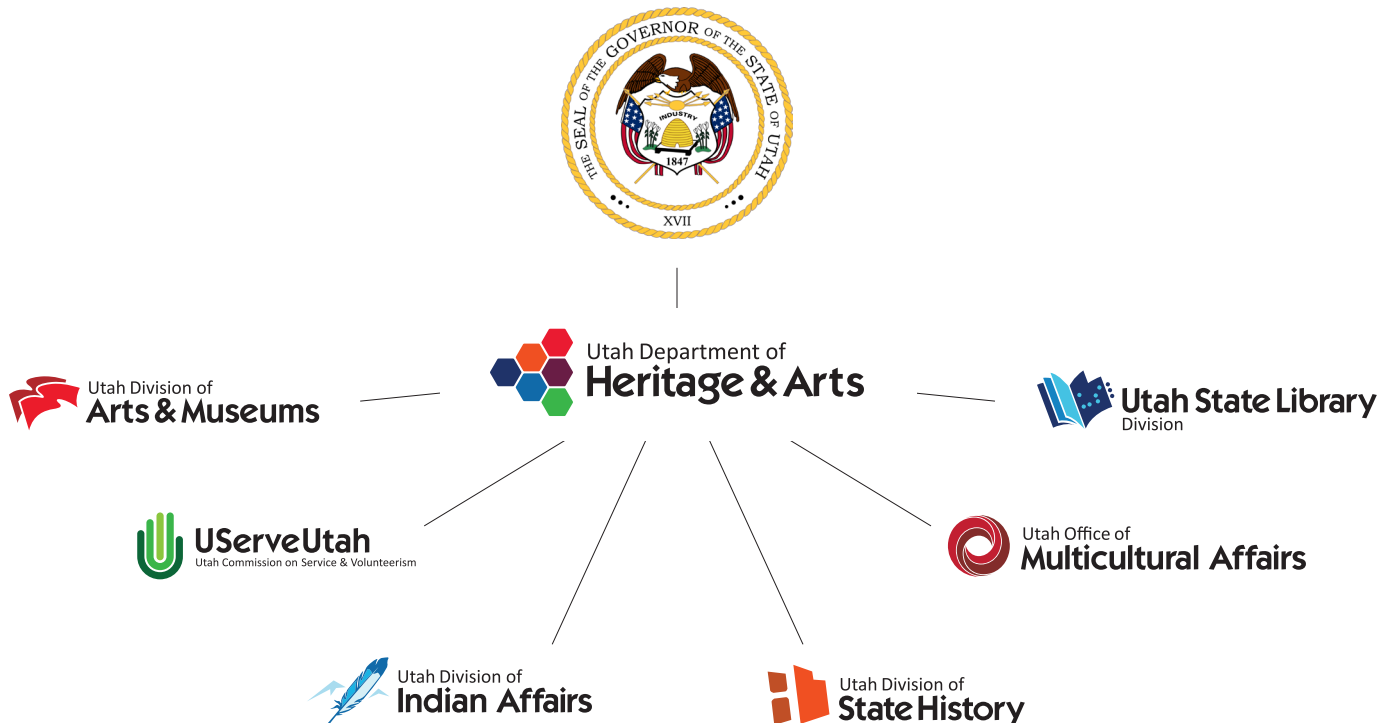 THE SEAL OF THE GOVERNOR OF THE STATE OF UTAH
INDUSTRY
1847
XVII
Utah Department of
Heritage & Arts
Utah Division of
Arts & Museums
Utah State Library
Division
UServeUtah
Utah Commission on Service & Volunteerism
Utah Office of
Multicultural Affairs
Utah Division of
Indian Affairs
Utah Division of
State History